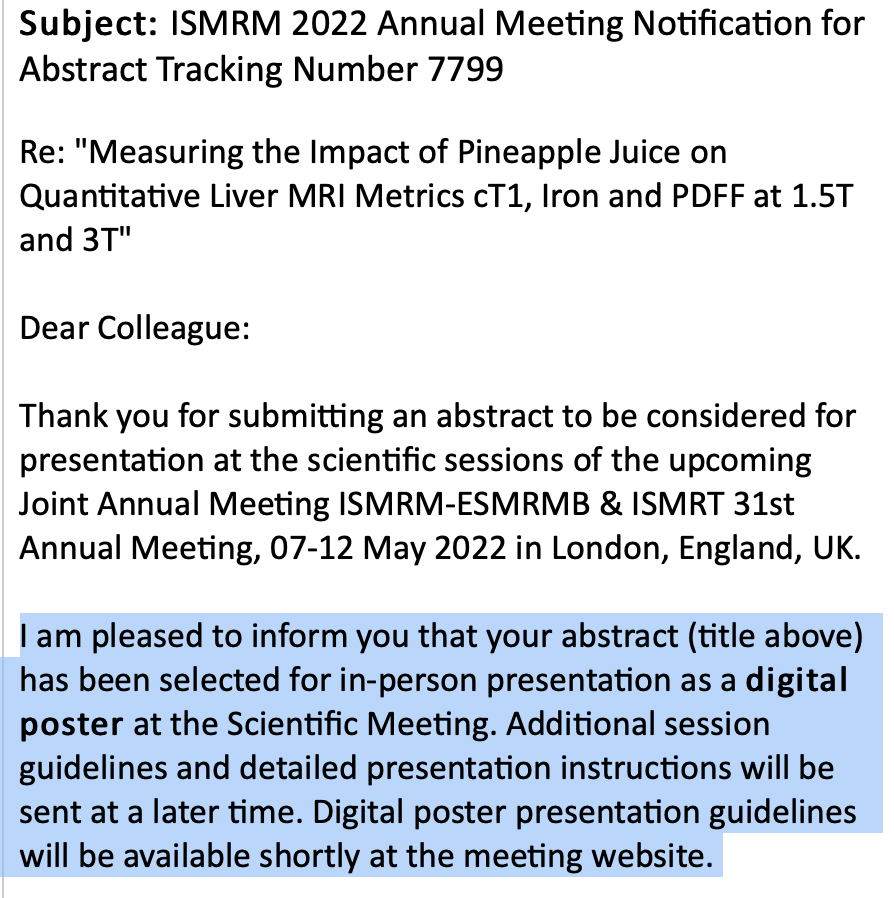 Subject: ISMRM 2022 Annual Meeting Notification for
Abstract Tracking Number 7799
Re: "Measuring the Impact of Pineapple Juice on
Quantitative Liver MRI Metrics cT1, Iron and PDFF at 1.5T
and 3T"
Dear Colleague:
Thank you for submitting an abstract to be considered for
presentation at the scientific sessions of the upcoming
Joint Annual Meeting ISMRM-ESMRMB & ISMRT 31st
Annual Meeting, 07-12 May 2022 in London, England, UK.
I am pleased to inform you that your abstract (title above)
has been selected for in-person presentation as a digital
poster at the Scientific Meeting. Additional session
guidelines and detailed presentation instructions will be
sent at a later time. Digital poster presentation guidelines
will be available shortly at the meeting website.